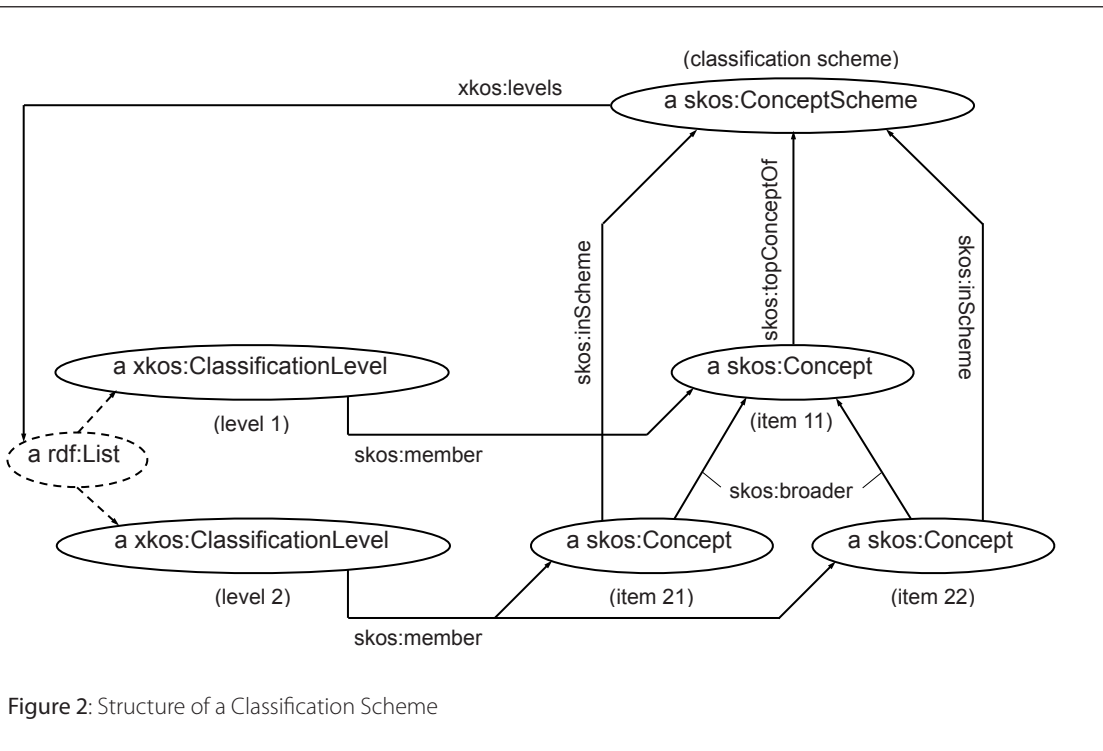 (classification scheme)
xkos:levels
a skos:ConceptScheme
skos:inScheme
skos:topConceptOf
skos:inScheme
a xkos:ClassificationLevel
a skos:Concept
(level 1)
(item 11)
a rdf:List
skos:member
skos:broader
a xkos:ClassificationLevel
a skos:Concept
a skos:Concept
(level 2)
(item 21)
(item 22)
skos:member
Figure 2: Structure of a Classification Scheme